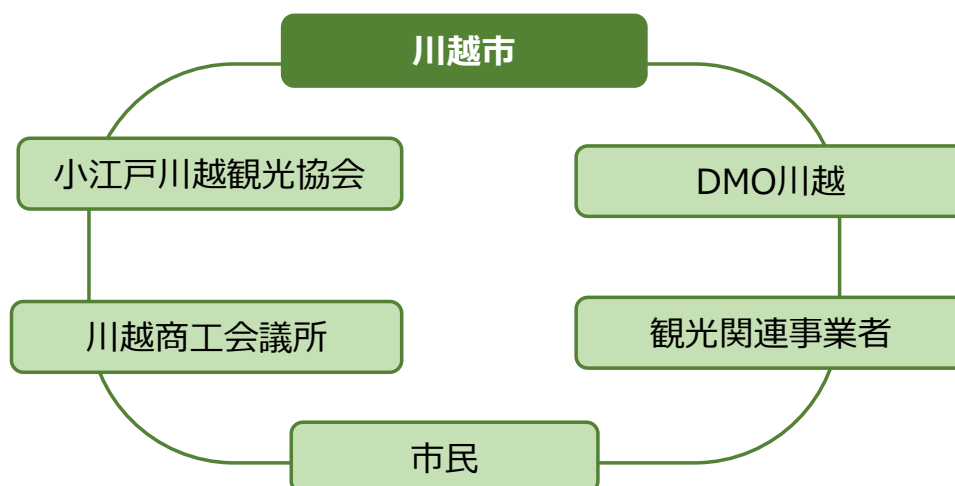 川越市
小江戸川越観光協会
DMO川越
川越商工会議所
観光関連事業者
市民